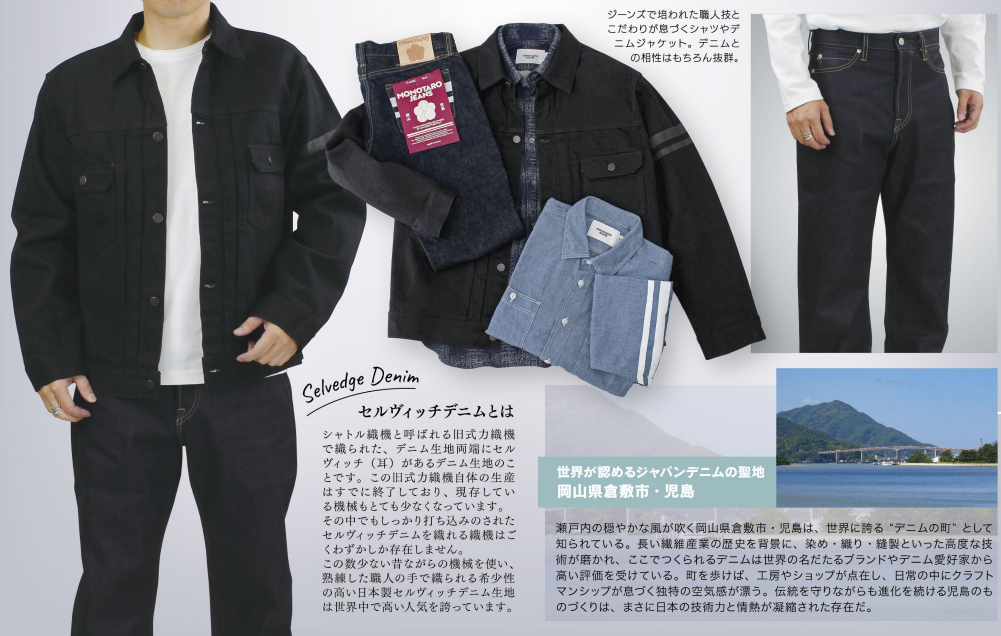 ジーンズで培われた職人技と
こだわりが息づくシャツやデ
ニムジャケット。デニムと
の相性はもちろん抜群。
MOMOTARO
JEANS
Selvedge Denim
セルヴィッチデニムとは
シャトル織機と呼ばれる旧式力織機
で織られた、デニム生地両端にセル
ヴィッチ（耳）があるデニム生地のこ
とです。この旧式力織機自体の生産
はすでに終了しており、現存してい
る機械もとても少なくなっています。
その中でもしっかり打ち込みのされた
セルヴィッチデニムを織れる織機はご
くわずかしか存在しません。
この数少ない昔ながらの機械を使い、
熟練した職人の手で織られる希少性
の高い日本製セルヴィッチデニム生地
は世界中で高い人気を誇っています。
世界が認めるジャパンデニムの聖地
岡山県倉敷市・児島
瀬戸内の穏やかな風が吹く岡山県倉敷市・児島は、世界に誇る“デニムの町”として
知られている。長い繊維産業の歴史を背景に、染め・織り・縫製といった高度な技
術が磨かれ、ここでつくられるデニムは世界の名だたるブランドやデニム愛好家から
高い評価を受けている。町を歩けば、工房やショップが点在し、日常の中にクラフト
マンシップが息づく独特の空気感が漂う。伝統を守りながらも進化を続ける児島のも
のづくりは、まさに日本の技術力と情熱が凝縮された存在だ。